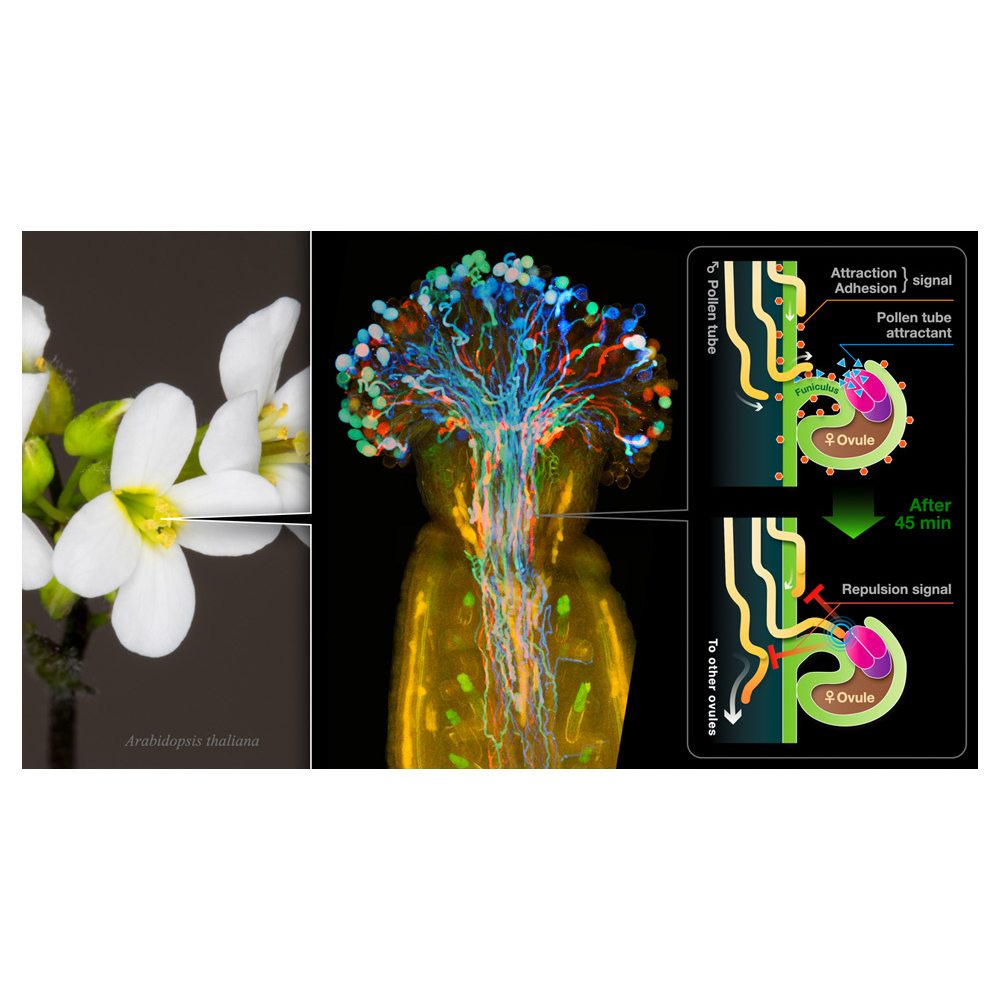 Arabidopsis thaliana
♂ Pollen tube
Attraction
Adhesion } signal
Pollen tube
attractant
Funiculus
♀Ovule
After
45 min
Repulsion signal
To other ovules
♀Ovule